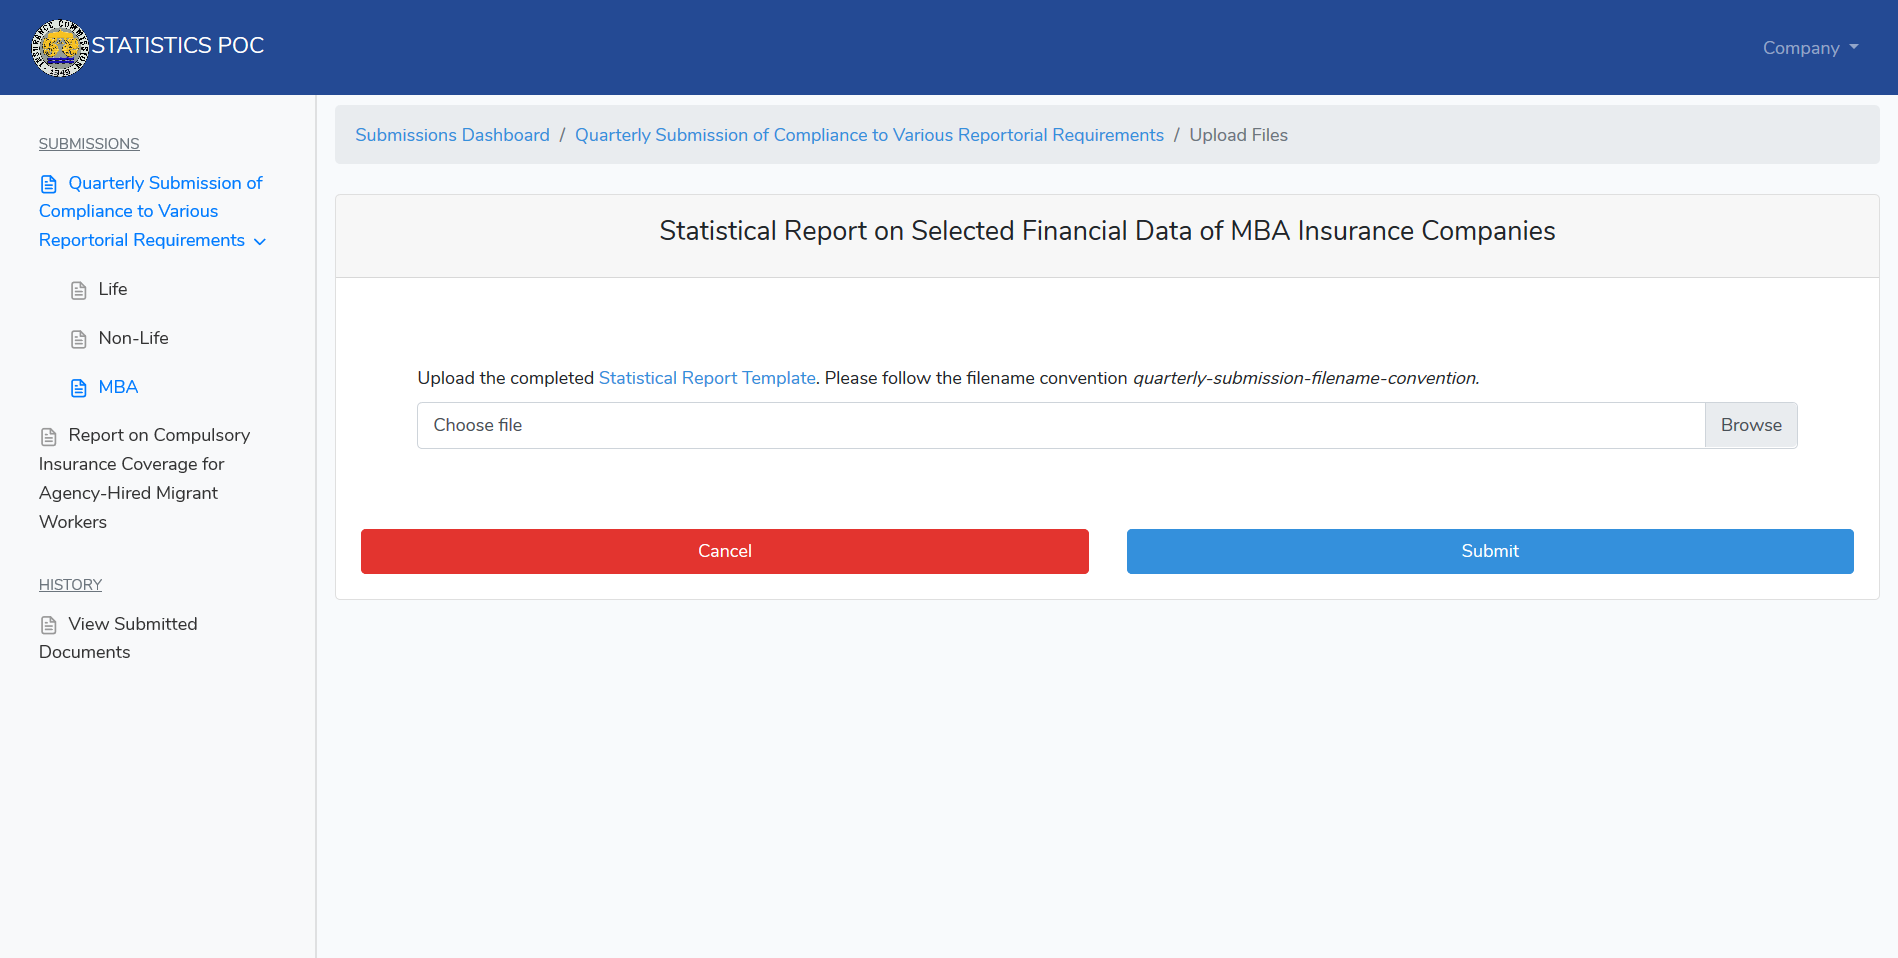 STATISTICS POC
Company
SUBMISSIONS
Quarterly Submission of
Compliance to Various
Reportorial Requirements
Life
Non-Life
MBA
Report on Compulsory
Insurance Coverage for
Agency-Hired Migrant
Workers
HISTORY
View Submitted
Documents
Submissions Dashboard / Quarterly Submission of Compliance to Various Reportorial Requirements / Upload Files
Statistical Report on Selected Financial Data of MBA Insurance Companies
Upload the completed Statistical Report Template. Please follow the filename convention quarterly-submission-filename-convention.
Choose file
Browse
Cancel
Submit